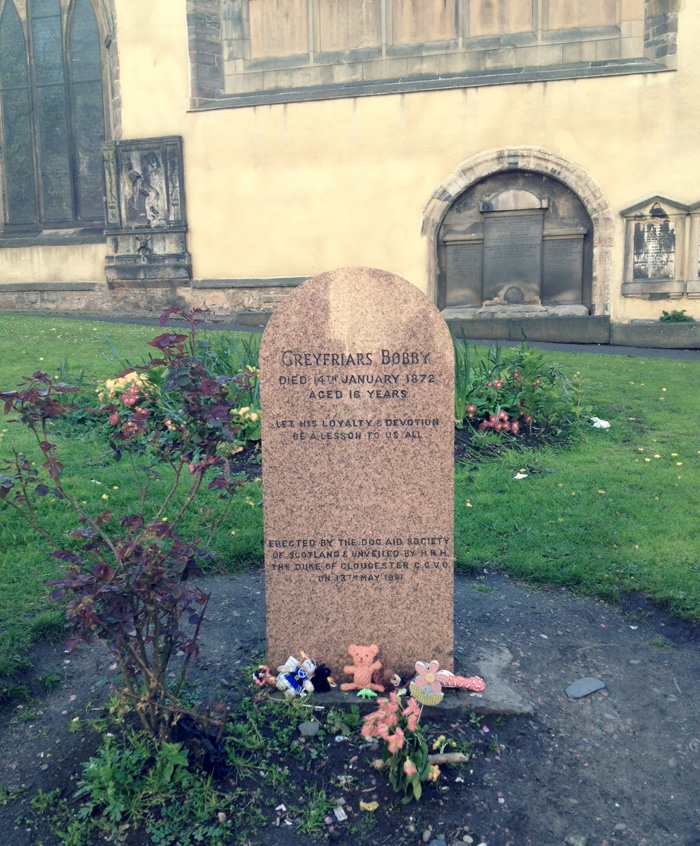 GREYFRIARS BOBBY
DIED 14TH JANUARY 1872
AGED 16 YEARS
LET HIS LOYALTY & DEVOTION
BE A LESSON TO US ALL
ERECTED BY THE DOG AID SOCIETY
OF SCOTLAND & UNVEILED BY H.R.H.
THE DUKE OF GLOUCESTER G.C.V.O.
ON 13TH MAY 1981